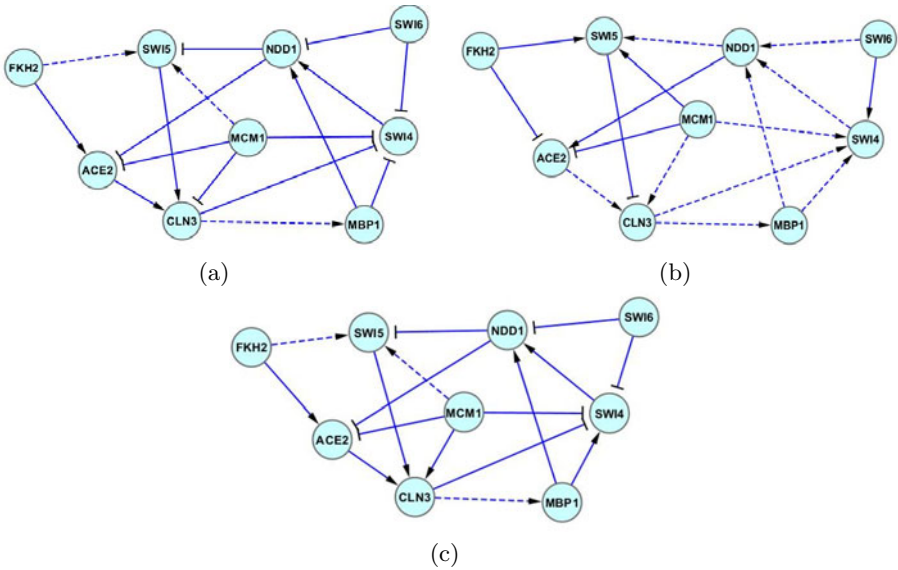 SWI6
NDD1
SWI5
FKH2
MCM1
SWI4
ACE2
CLN3
MBP1
(a)
SWI5
SWI6
NDD1
FKH2
MCM1
SWI4
ACE2
CLN3
MBP1
(b)
SWI6
NDD1
SWI5
FKH2
MCM1
SWI4
ACE2
CLN3
MBP1
(c)